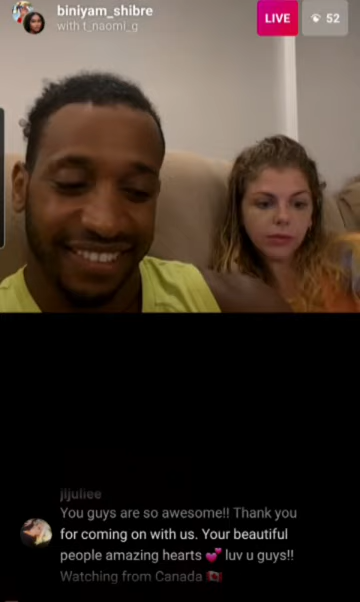 biniyam_shibre
with t_naomi_g
LIVE
52
jljuliee
You guys are so awesome!! Thank you
for coming on with us. Your beautiful
people amazing hearts 💕 luv u guys!!
Watching from Canada 🇨🇦